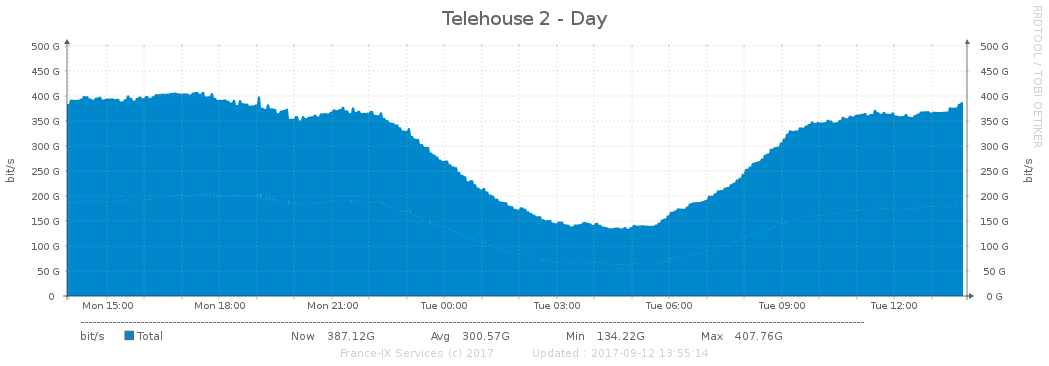 Telehouse 2 - Day
RRDTOOL / TOBI OETIKER
bit/s
500 G 500 G
450 G 450 G
400 G 400 G
350 G 350 G
300 G 300 G
250 G 250 G
200 G 200 G
150 G 150 G
100 G 100 G
50 G 50 G
0 0 G
bit/s
Mon 15:00 Mon 18:00 Mon 21:00 Tue 00:00 Tue 03:00 Tue 06:00 Tue 09:00 Tue 12:00
bit/s Total Now 387.12G Avg 300.57G Min 134.22G Max 407.76G
France-IX Services (c) 2017 Updated : 2017-09-12 13:55:14